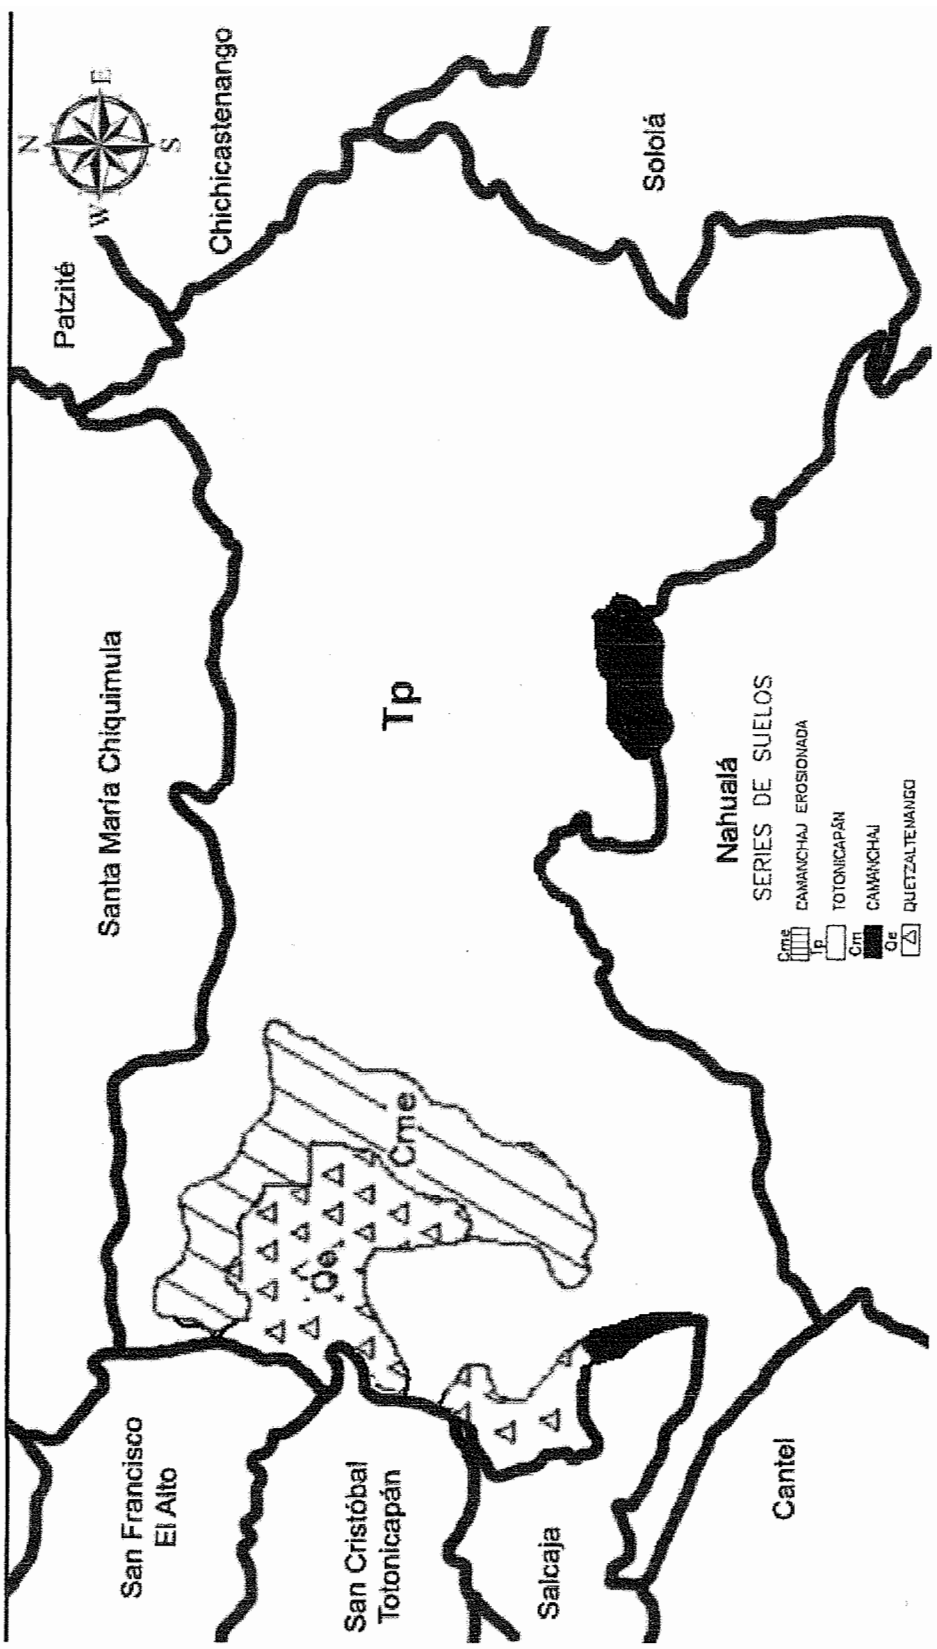 N
E
S
W
Patzité
Chichicastenango
Santa María Chiquimula
Sololá
San Francisco
El Alto
Tp
Cme
Qe
San Cristóbal
Totonicapán
Salcaja
Cantel
Nahualá
SERIES DE SUELOS
Cme CAMANCHAJ EROSIONADA
Tp TOTONICAPÁN
Cm CAMANCHAJ
Qe QUETZALTENANGO